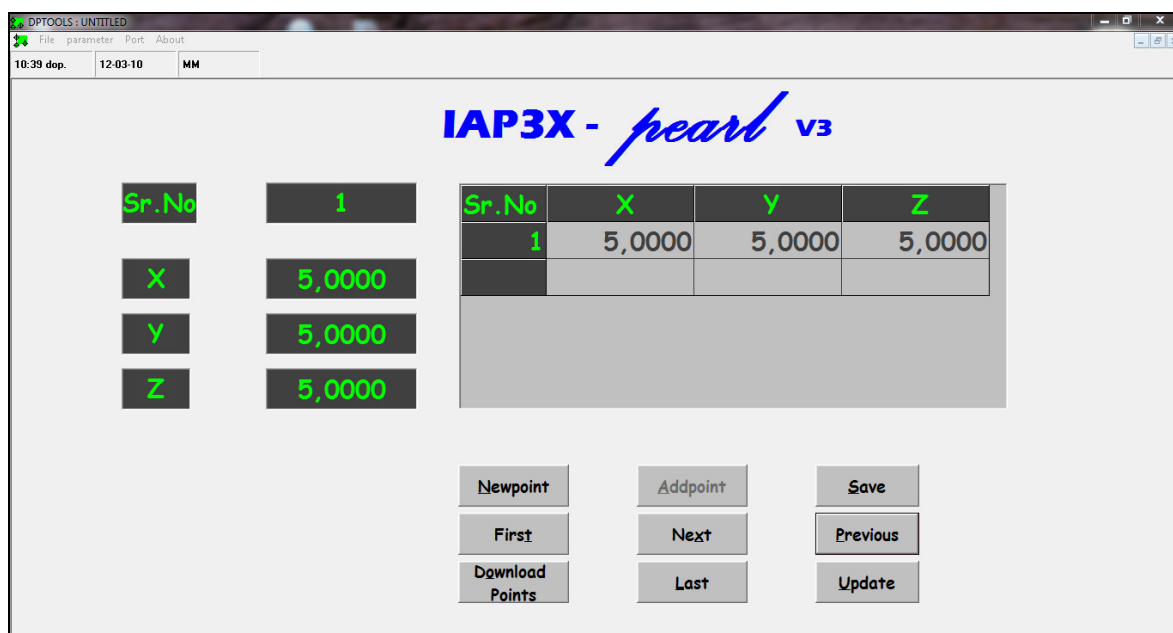 DPTOOLS : UNTITLED
File parameter Port About
10:39 dop. 12-03-10 MM
IAP3X - pearl V3
Sr.No 1
X 5,0000
Y 5,0000
Z 5,0000
Sr.No X Y Z
1 5,0000 5,0000 5,0000
Newpoint Addpoint Save
First Next Previous
Download Points Last Update